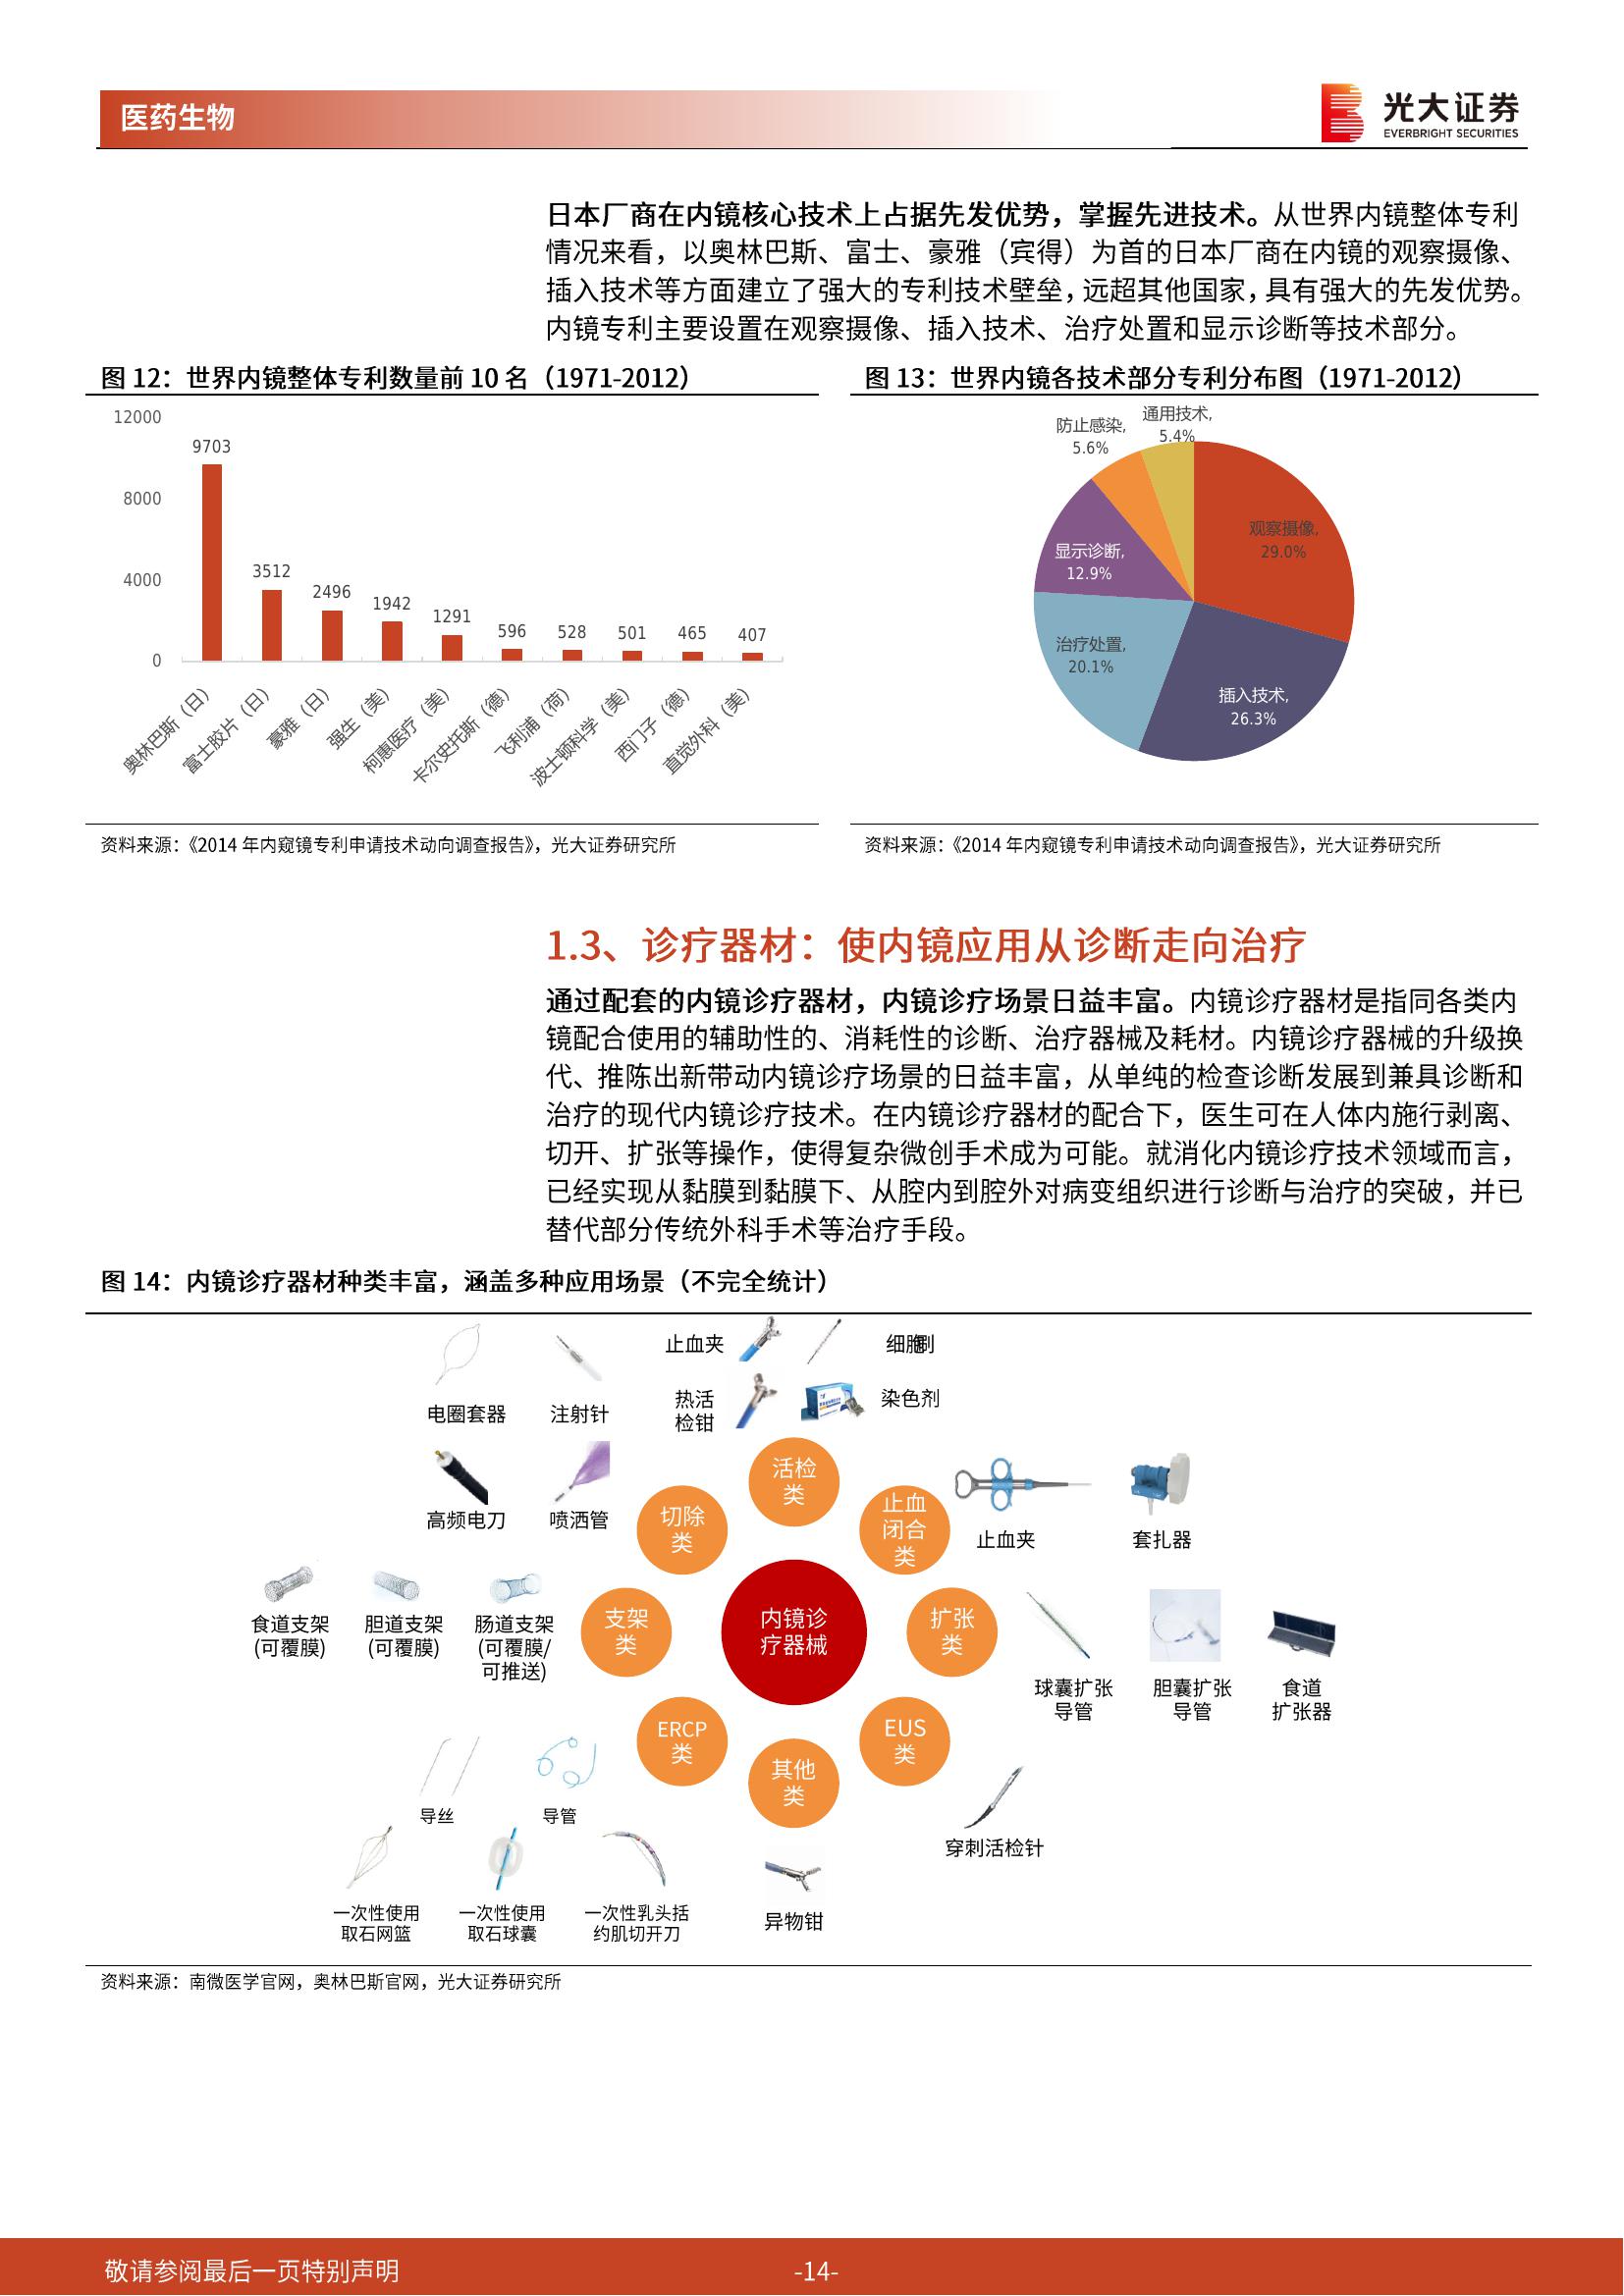 医药生物
光大证券
EVERBRIGHT SECURITIES
日本厂商在内镜核心技术上占据先发优势，掌握先进技术。从世界内镜整体专利
情况来看，以奥林巴斯、富士、豪雅（宾得）为首的日本厂商在内镜的观察摄像、
插入技术等方面建立了强大的专利技术壁垒，远超其他国家，具有强大的先发优势。
内镜专利主要设置在观察摄像、插入技术、治疗处置和显示诊断等技术部分。
图 12：世界内镜整体专利数量前 10 名（1971-2012）
12000
8000
4000
0
9703
3512
2496
1942
1291
596
528
501
465
407
奥林巴斯（日）
富士胶片（日）
豪雅（日）
强生（美）
柯惠医疗（美）
卡尔史托斯（德）
飞利浦（荷）
波士顿科学（美）
西门子（德）
直觉外科（美）
资料来源：《2014 年内窥镜专利申请技术动向调查报告》，光大证券研究所
图 13：世界内镜各技术部分专利分布图（1971-2012）
通用技术,
5.4%
防止感染,
5.6%
观察摄像,
29.0%
显示诊断,
12.9%
治疗处置,
20.1%
插入技术,
26.3%
资料来源：《2014 年内窥镜专利申请技术动向调查报告》，光大证券研究所
1.3、诊疗器材：使内镜应用从诊断走向治疗
通过配套的内镜诊疗器材，内镜诊疗场景日益丰富。内镜诊疗器材是指同各类内
镜配合使用的辅助性的、消耗性的诊断、治疗器械及耗材。内镜诊疗器械的升级换
代、推陈出新带动内镜诊疗场景的日益丰富，从单纯的检查诊断发展到兼具诊断和
治疗的现代内镜诊疗技术。在内镜诊疗器材的配合下，医生可在人体内施行剥离、
切开、扩张等操作，使得复杂微创手术成为可能。就消化内镜诊疗技术领域而言，
已经实现从黏膜到黏膜下、从腔内到腔外对病变组织进行诊断与治疗的突破，并已
替代部分传统外科手术等治疗手段。
图 14：内镜诊疗器材种类丰富，涵盖多种应用场景（不完全统计）
止血夹
细胞刷
热活
检钳
染色剂
电圈套器
注射针
高频电刀
喷洒管
活检
类
切除
类
止血
闭合
类
止血夹
套扎器
食道支架
(可覆膜)
胆道支架
(可覆膜)
肠道支架
(可覆膜/
可推送)
支架
类
内镜诊
疗器械
扩张
类
球囊扩张
导管
胆囊扩张
导管
食道
扩张器
ERCP
类
EUS
类
其他
类
导丝
导管
穿刺活检针
一次性使用
取石网篮
一次性使用
取石球囊
一次性乳头括
约肌切开刀
异物钳
资料来源：南微医学官网，奥林巴斯官网，光大证券研究所
敬请参阅最后一页特别声明
-14-